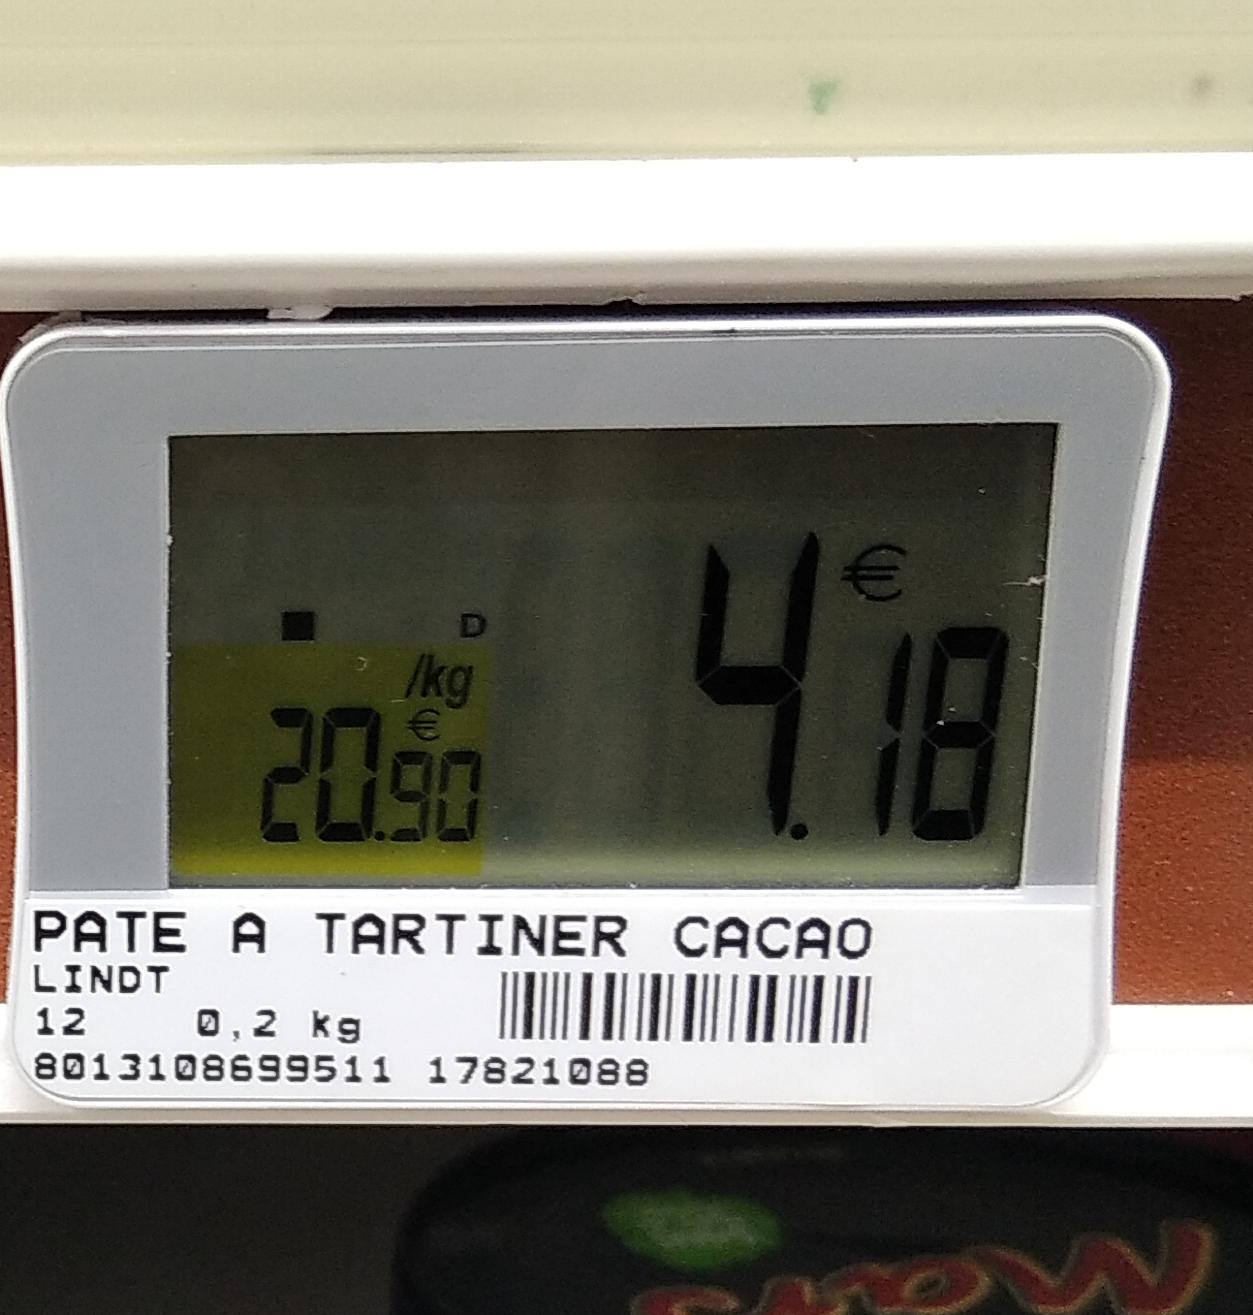 D
/kg
€
20.90
4.18 €
PATE A TARTINER CACAO
LINDT
12 0,2 kg
8013108699511 17821088